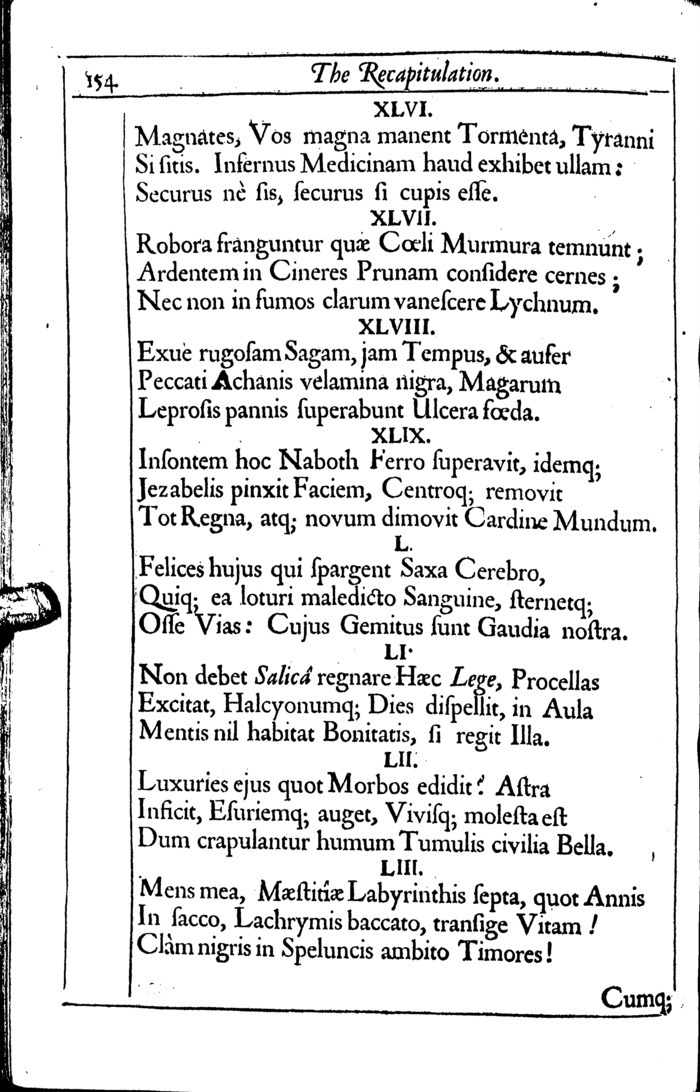 154 The Recapitulation.
XLVI.
Magnates, Vos magna manent Tormenta, Tyranni
Si ſitis. Infernus Medicinam haud exhibet ullam:
Securus nè ſis, ſecurus ſi cupis eſſe.
XLVII.
Robora franguntur quæ Cœli Murmura temnunt;
Ardentem in Cineres Prunam conſidere cernes;
Nec non in fumos clarum vaneſcere Lychnum.
XLVIII.
Exue rugoſam Sagam, jam Tempus, & aufer
Peccati Achanis velamina nigra, Magarum
Leproſis pannis ſuperabunt Ulcera fœda.
XLIX.
Inſontem hoc Naboth Ferro ſuperavit, idemq;
Jezabelis pinxit Faciem, Centroq; removit
Tot Regna, atq; novum dimovit Cardine Mundum.
L.
Felices hujus qui ſpargent Saxa Cerebro,
Quiq; ea loturi maledicto Sanguine, ſternetq;
Oſſe Vias: Cujus Gemitus ſunt Gaudia noſtra.
LI.
Non debet Salicâ regnare Hæc Lege, Procellas
Excitat, Halcyonumq; Dies diſpellit, in Aula
Mentis nil habitat Bonitatis, ſi regit Illa.
LII.
Luxuries ejus quot Morbos edidit? Aſtra
Inficit, Eſuriemq; auget, Viviſq; moleſta eſt
Dum crapulantur humum Tumulis civilia Bella.
LIII.
Mens mea, Mæſtitiæ Labyrinthis ſepta, quot Annis
In ſacco, Lachrymis baccato, tranſige Vitam!
Clàm nigris in Speluncis ambito Timores!
Cumq;